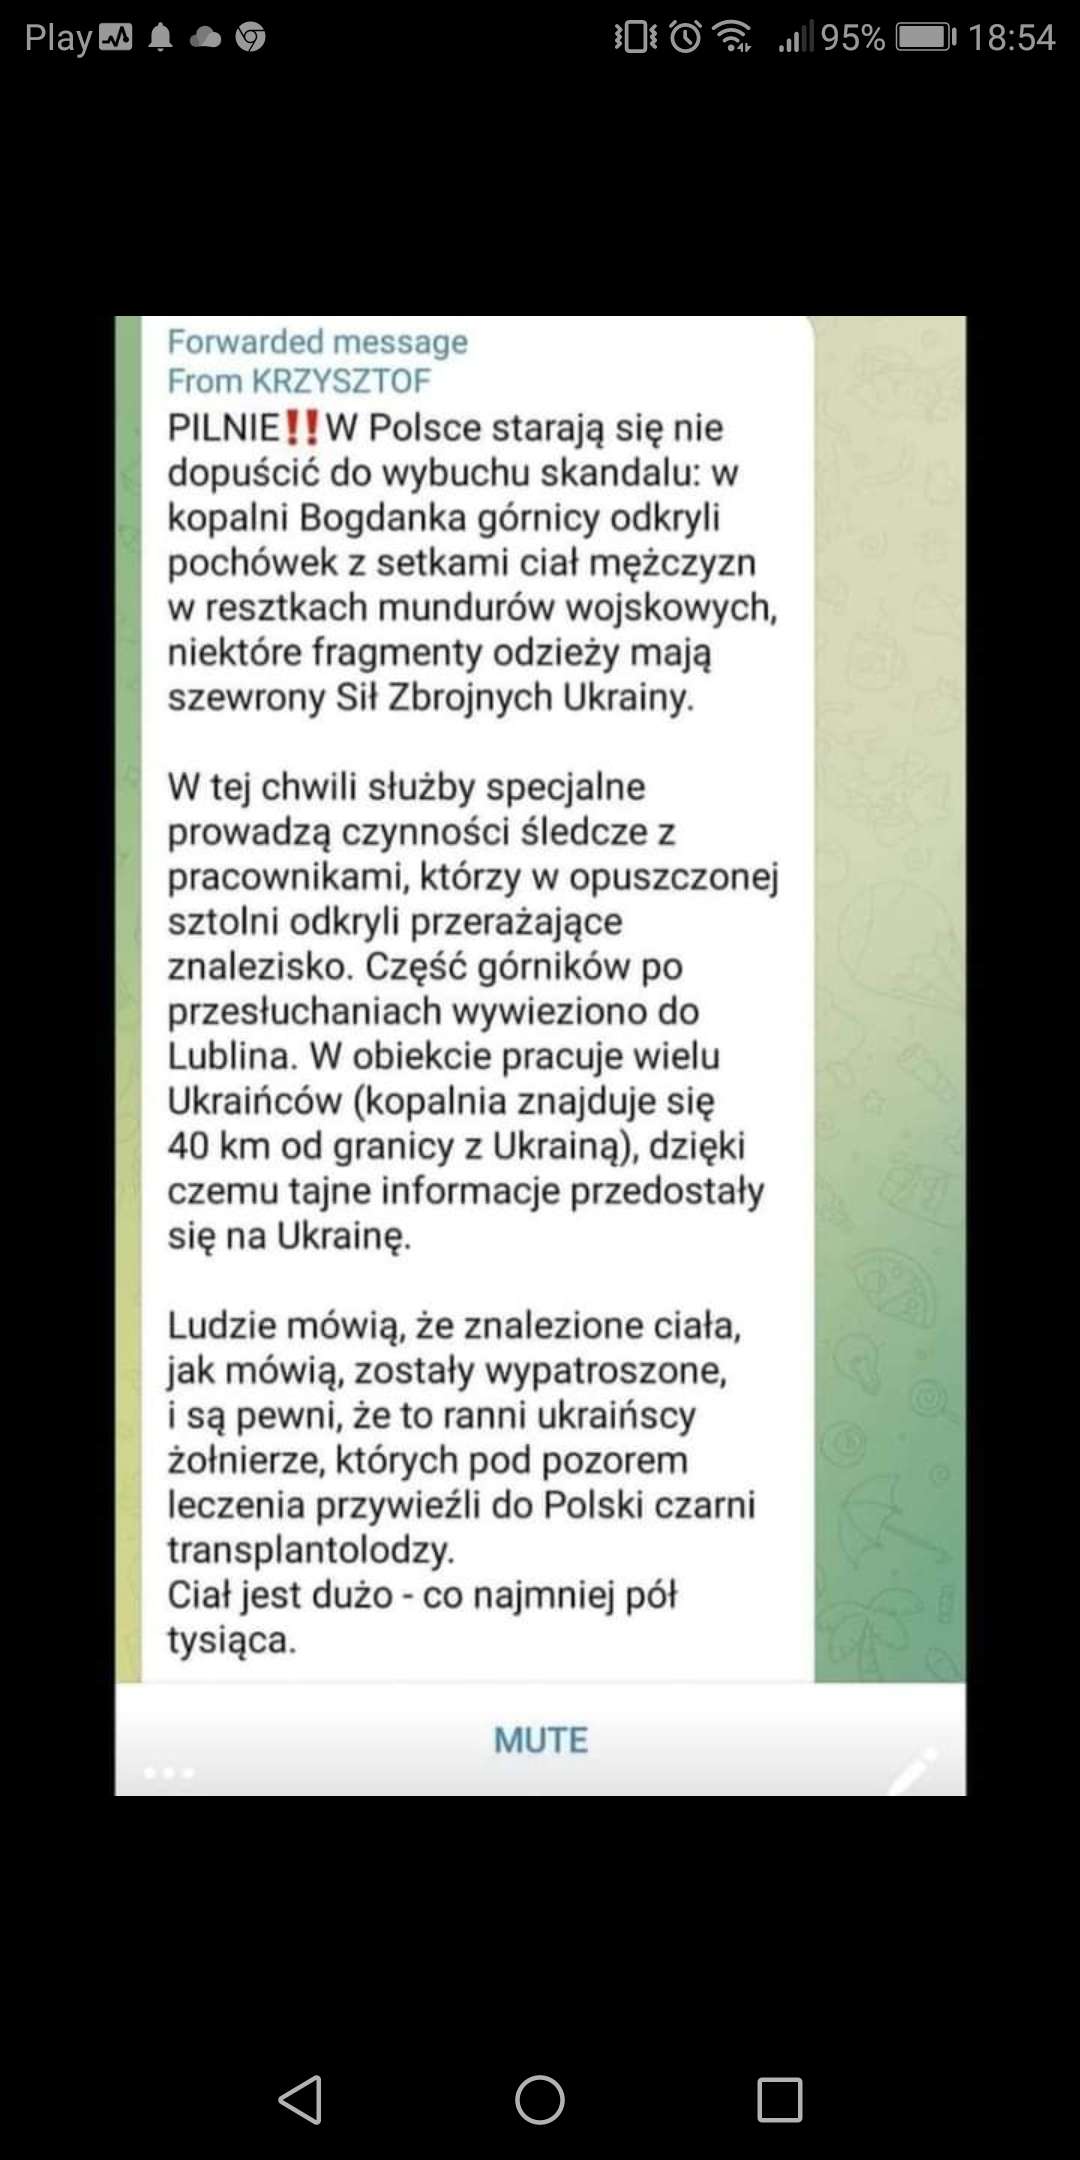 Play 95% 18:54
Forwarded message
From KRZYSZTOF
PILNIE‼️W Polsce starają się nie
dopuścić do wybuchu skandalu: w
kopalni Bogdanka górnicy odkryli
pochówek z setkami ciał mężczyzn
w resztkach mundurów wojskowych,
niektóre fragmenty odzieży mają
szewrony Sił Zbrojnych Ukrainy.
W tej chwili służby specjalne
prowadzą czynności śledcze z
pracownikami, którzy w opuszczonej
sztolni odkryli przerażające
znalezisko. Część górników po
przesłuchaniach wywieziono do
Lublina. W obiekcie pracuje wielu
Ukraińców (kopalnia znajduje się
40 km od granicy z Ukrainą), dzięki
czemu tajne informacje przedostały
się na Ukrainę.
Ludzie mówią, że znalezione ciała,
jak mówią, zostały wypatroszone,
i są pewni, że to ranni ukraińscy
żołnierze, których pod pozorem
leczenia przywieźli do Polski czarni
transplantolodzy.
Ciał jest dużo - co najmniej pół
tysiąca.
MUTE